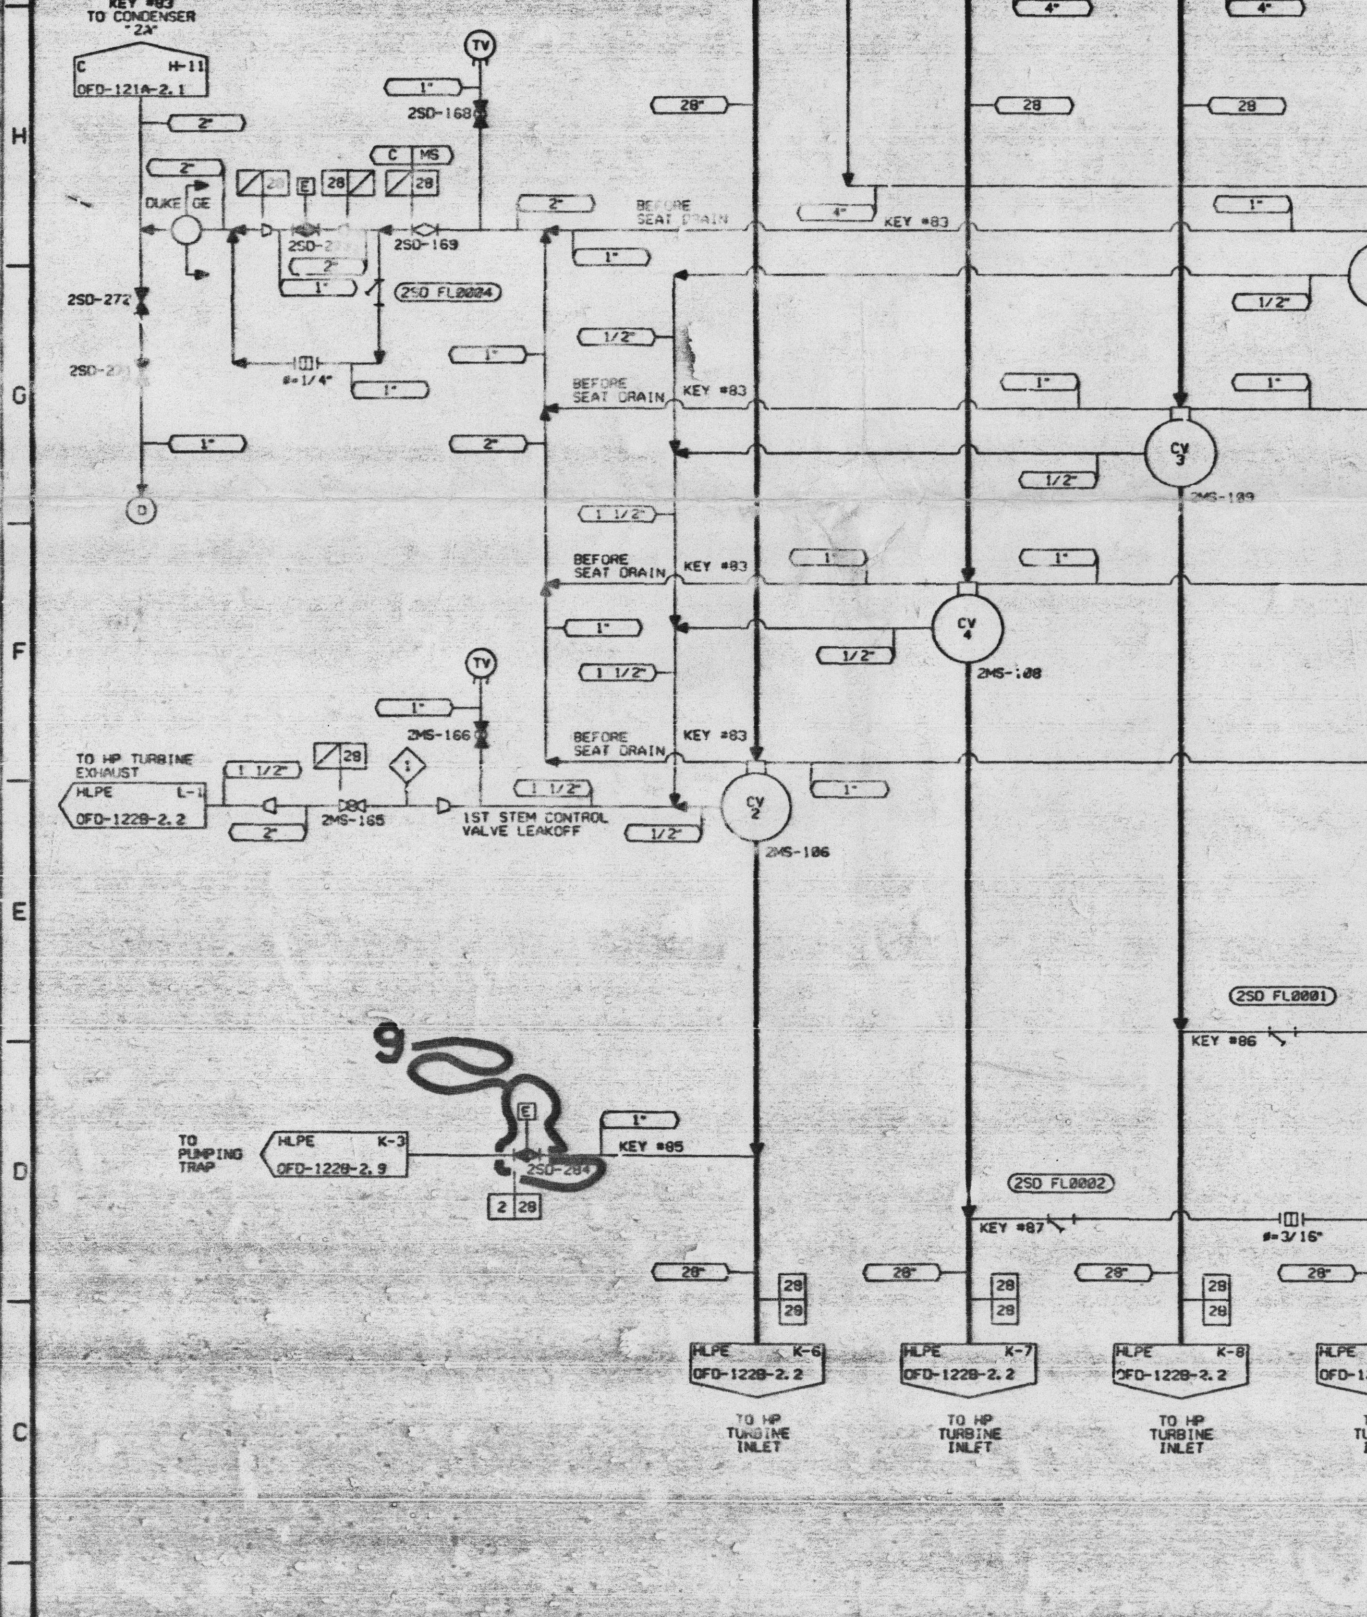 KEY #83
TO CONDENSER
"2A"
C H-11
OFD-121A-2.1
2"
2"
DUKE GE
28
E
28
C MS
28
1"
2SD-168
TV
2SD-169
2"
1"
2SD FL0004
ø=1/4"
1"
2SD-272
1"
D
2"
1"
BEFORE
SEAT DRAIN
KEY #83
4"
1"
4"
4"
28"
28
28
1/2"
1/2"
1"
BEFORE
SEAT DRAIN
KEY #83
1"
1"
2"
CV
3
1/2"
2MS-109
1 1/2"
BEFORE
SEAT DRAIN
KEY #83
1"
1"
CV
4
1"
1/2"
2MS-108
1 1/2"
TV
1"
2MS-166
BEFORE
SEAT DRAIN
KEY #83
1"
TO HP TURBINE
EXHAUST
HLPE L-1
OFD-122B-2.2
1 1/2"
2"
28
2MS-165
1
1 1/2"
1ST STEM CONTROL
VALVE LEAKOFF
1/2"
CV
2
2MS-106
2SD FL0001
KEY #86
9
E
1"
TO
PUMPING
TRAP
HLPE K-3
OFD-122B-2.9
KEY #85
2SD-284
2 28
2SD FL0002
KEY #87
ø=3/16"
28"
28"
28"
28"
28
28
28
28
28
28
HLPE K-6
OFD-122B-2.2
HLPE K-7
OFD-122B-2.2
HLPE K-8
OFD-122B-2.2
HLPE
TO HP
TURBINE
INLET
TO HP
TURBINE
INLET
TO HP
TURBINE
INLET
H
G
F
E
D
C